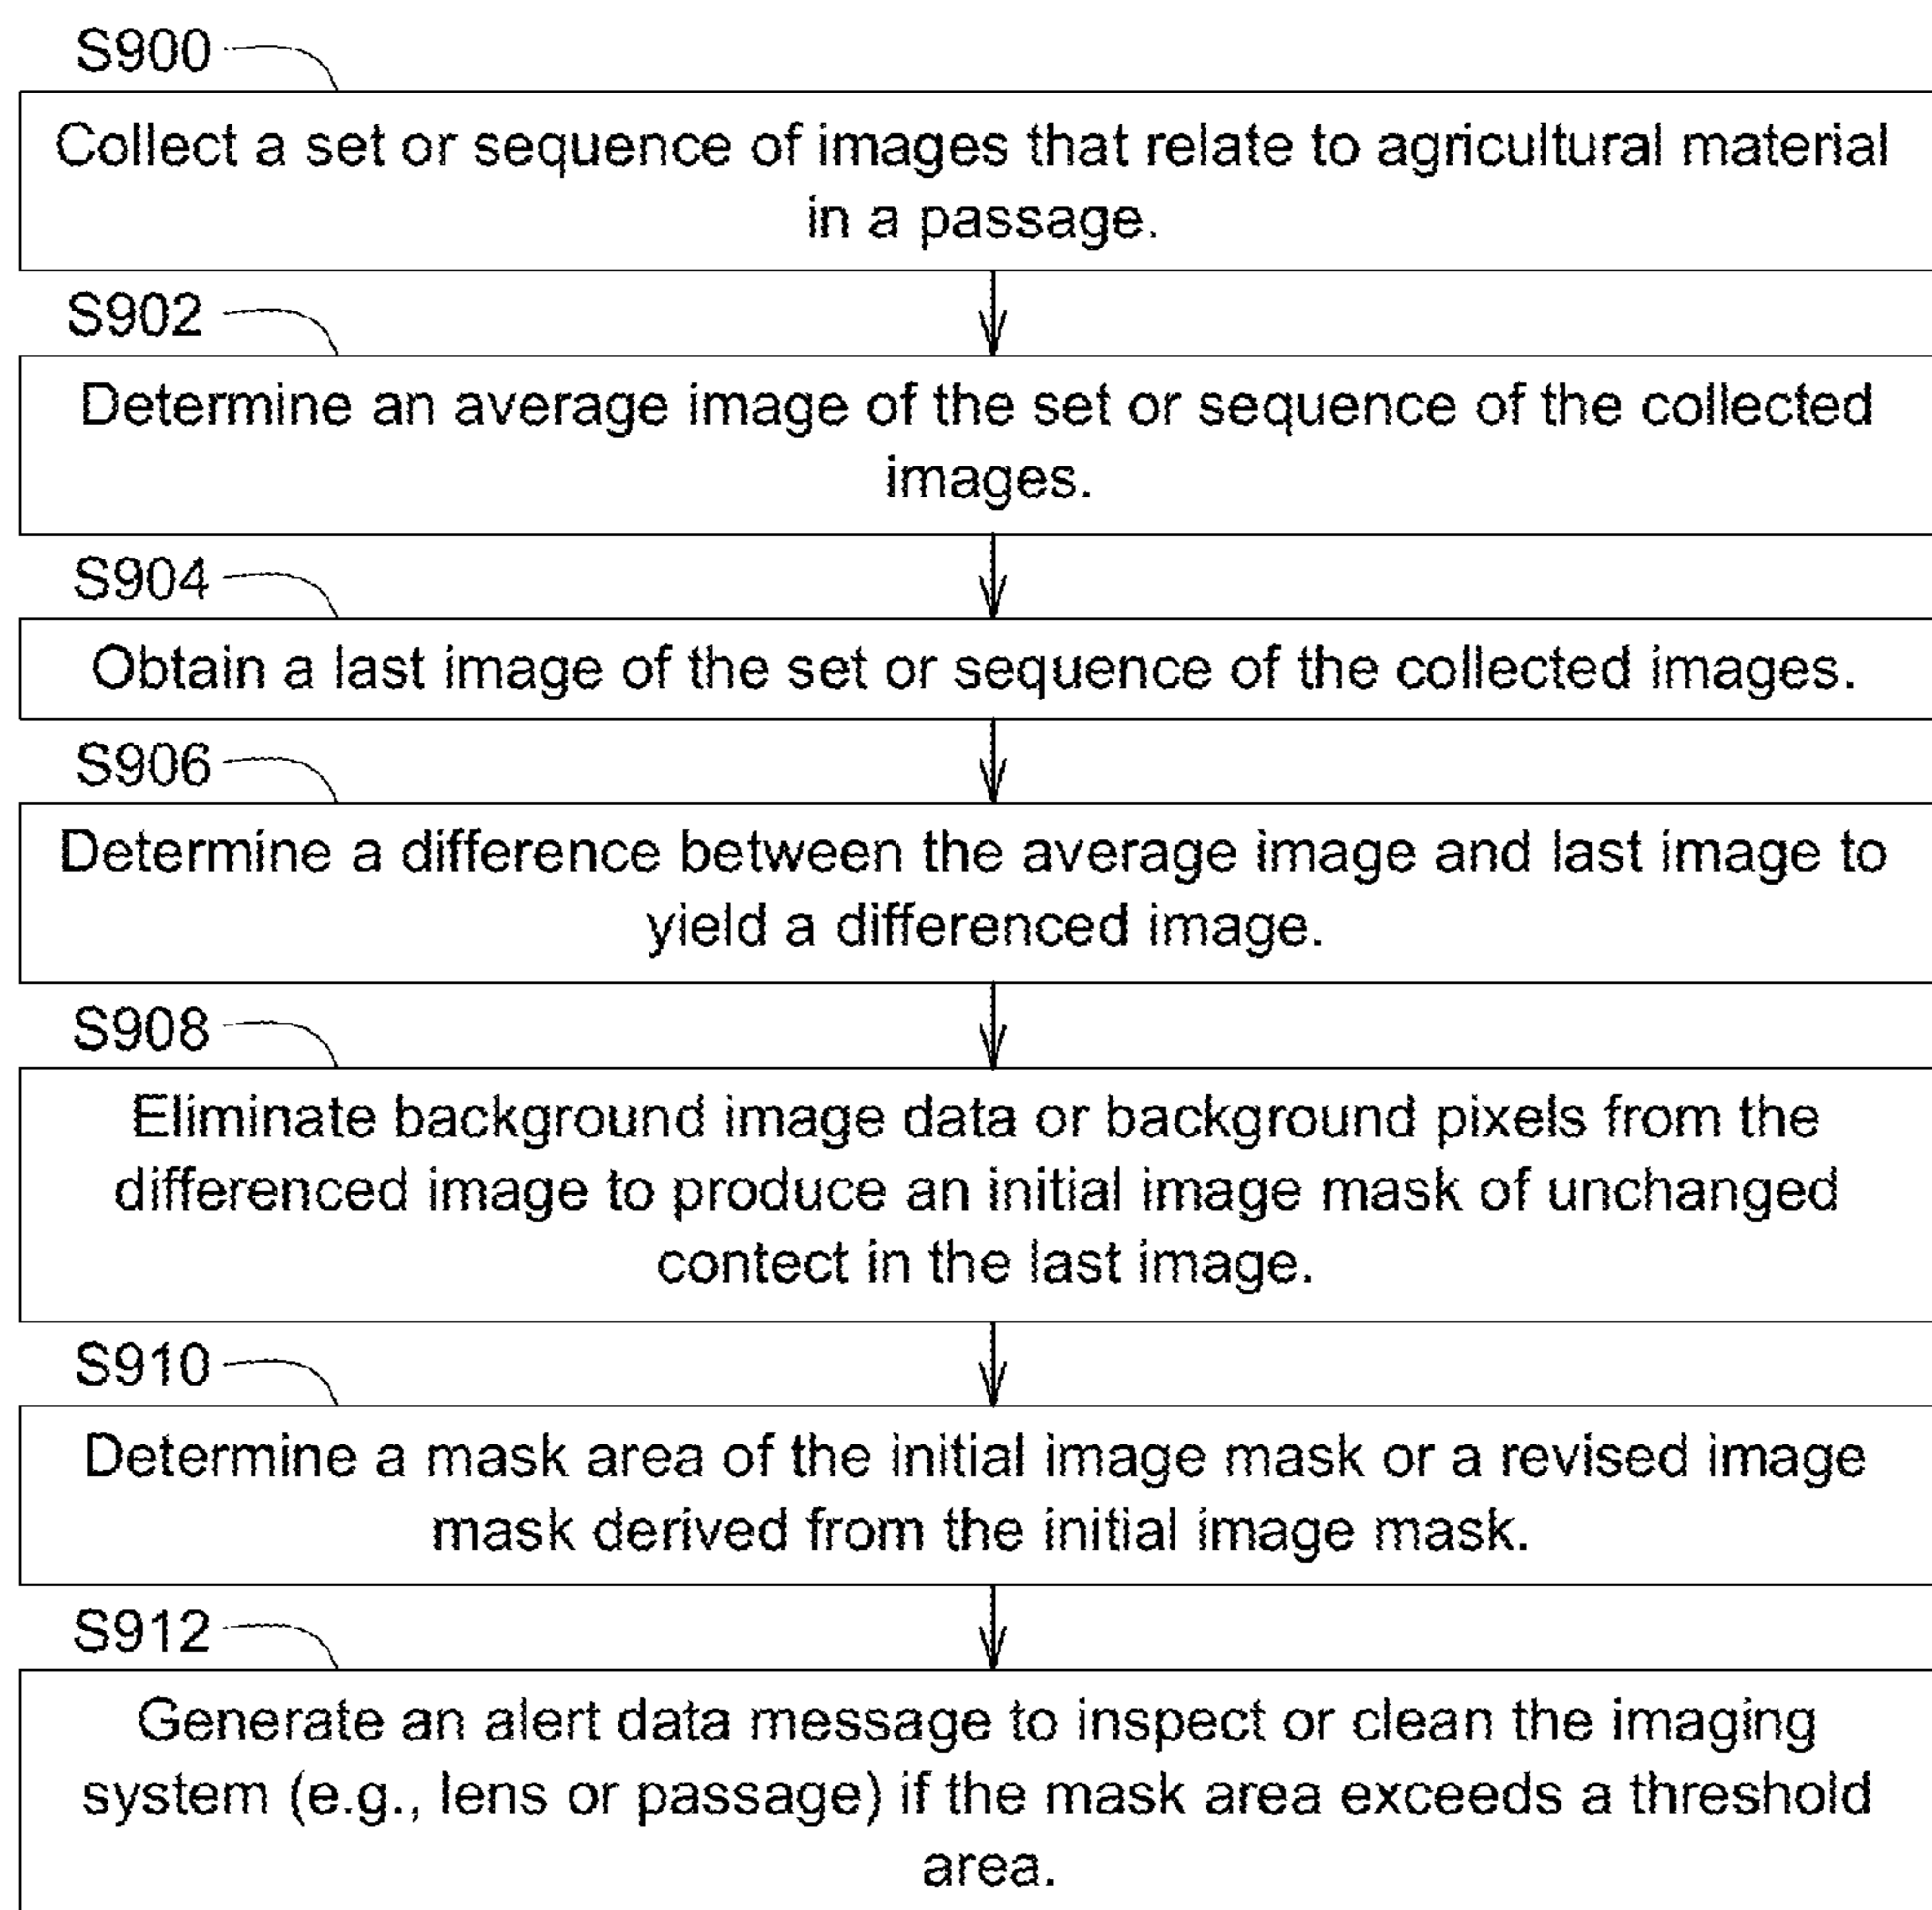 S900
Collect a set or sequence of images that relate to agricultural material
in a passage.
S902
Determine an average image of the set or sequence of the collected
images.
S904
Obtain a last image of the set or sequence of the collected images.
S906
Determine a difference between the average image and last image to
yield a differenced image.
S908
Eliminate background image data or background pixels from the
differenced image to produce an initial image mask of unchanged
contect in the last image.
S910
Determine a mask area of the initial image mask or a revised image
mask derived from the initial image mask.
S912
Generate an alert data message to inspect or clean the imaging
system (e.g., lens or passage) if the mask area exceeds a threshold
area.